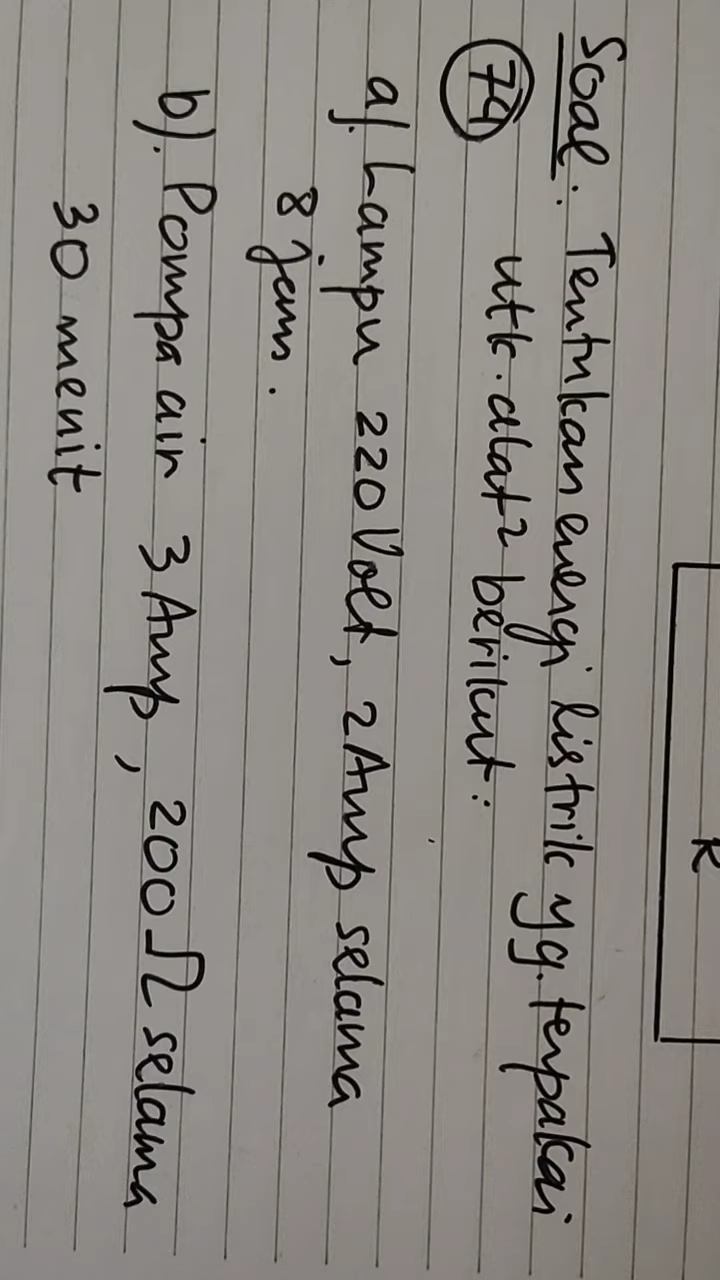 Soal : Tentukan energi listrik yg. terpakai
74 utk. alat² berikut :
a). Lampu 220 Volt, 2 Amp selama
8 jam.
b). Pompa air 3 Amp, 200 Ω selama
30 menit
R